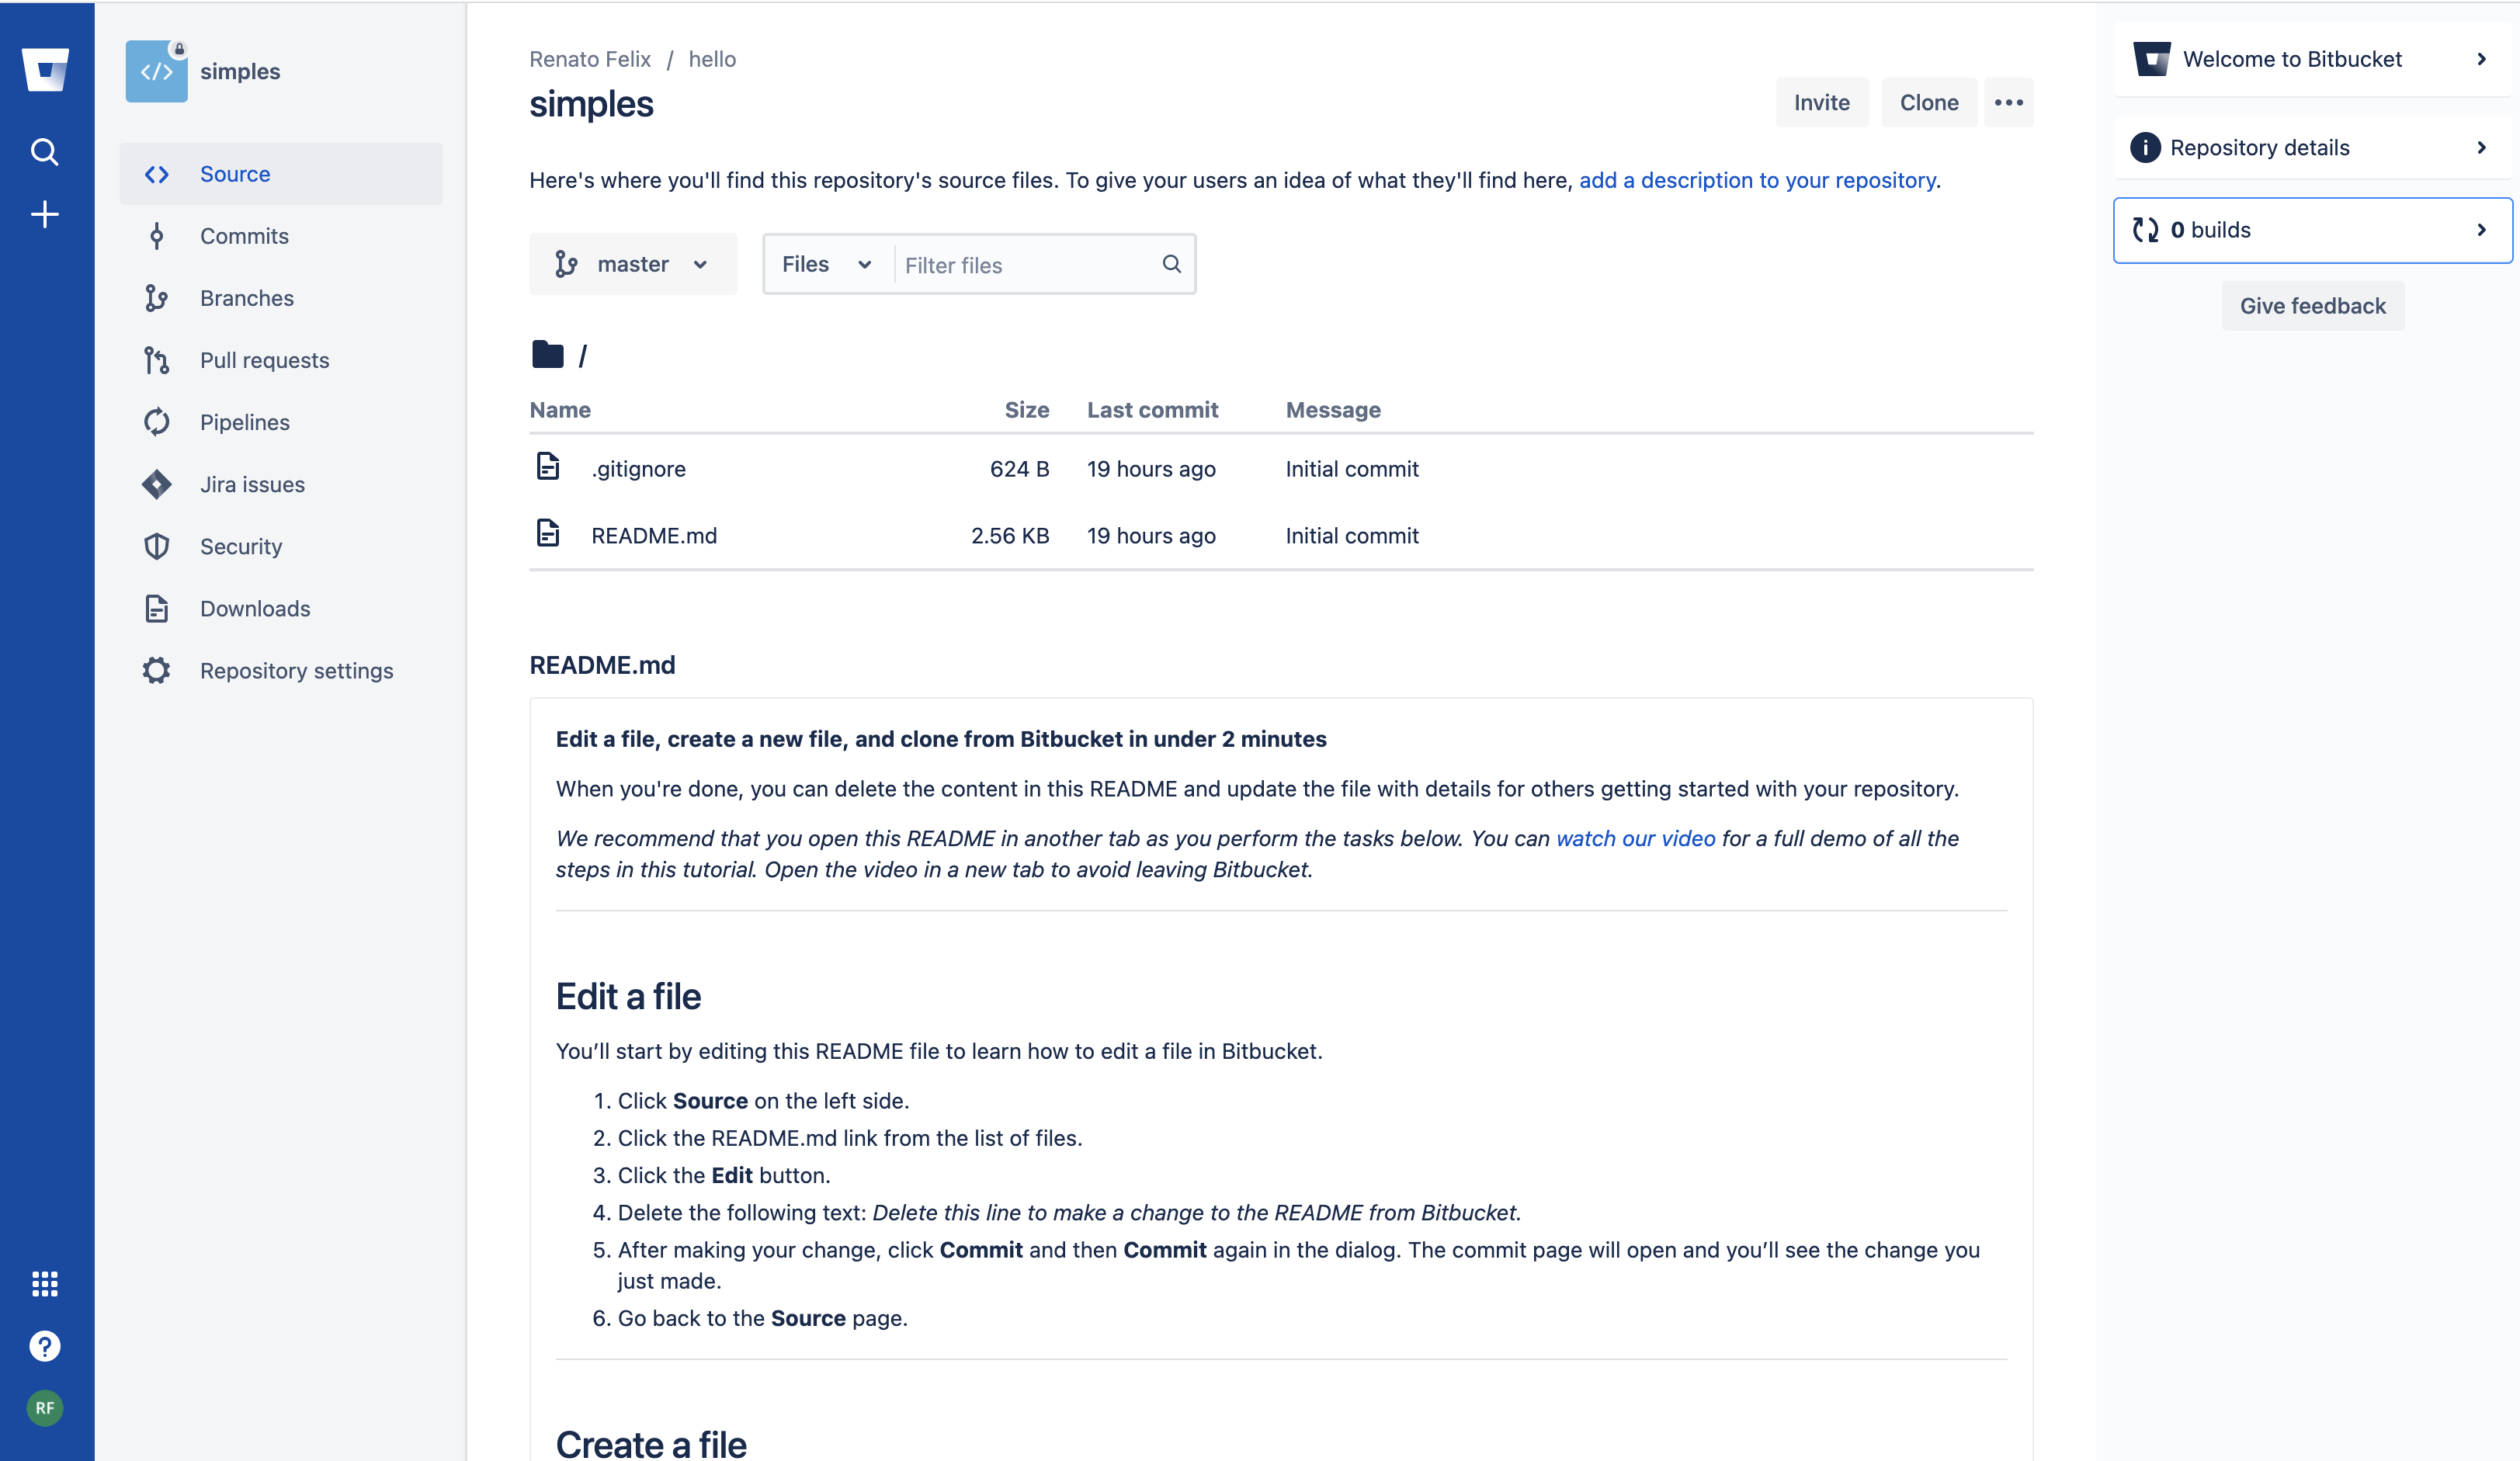 simples
Source
Commits
Branches
Pull requests
Pipelines
Jira issues
Security
Downloads
Repository settings
RF
Renato Felix / hello
simples
Invite
Clone
Here's where you'll find this repository's source files. To give your users an idea of what they'll find here, add a description to your repository.
master
Files
Filter files
/
Name Size Last commit Message
.gitignore 624 B 19 hours ago Initial commit
README.md 2.56 KB 19 hours ago Initial commit
README.md
Edit a file, create a new file, and clone from Bitbucket in under 2 minutes
When you're done, you can delete the content in this README and update the file with details for others getting started with your repository.
We recommend that you open this README in another tab as you perform the tasks below. You can watch our video for a full demo of all the
steps in this tutorial. Open the video in a new tab to avoid leaving Bitbucket.
Edit a file
You’ll start by editing this README file to learn how to edit a file in Bitbucket.
1. Click Source on the left side.
2. Click the README.md link from the list of files.
3. Click the Edit button.
4. Delete the following text: Delete this line to make a change to the README from Bitbucket.
5. After making your change, click Commit and then Commit again in the dialog. The commit page will open and you’ll see the change you
just made.
6. Go back to the Source page.
Create a file
Welcome to Bitbucket
Repository details
0 builds
Give feedback